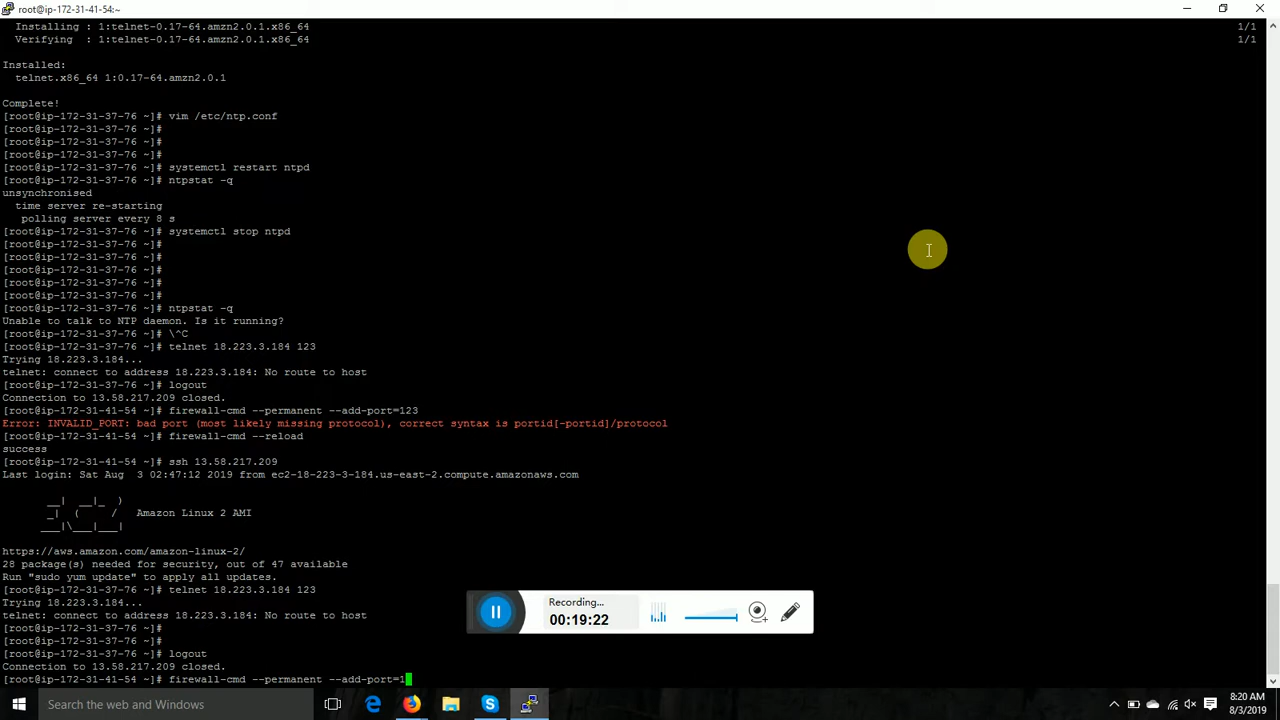 root@ip-172-31-41-54:~
Installing : 1:telnet-0.17-64.amzn2.0.1.x86_64 1/1
Verifying  : 1:telnet-0.17-64.amzn2.0.1.x86_64 1/1
Installed:
telnet.x86_64 1:0.17-64.amzn2.0.1
Complete!
[root@ip-172-31-37-76 ~]# vim /etc/ntp.conf
[root@ip-172-31-37-76 ~]#
[root@ip-172-31-37-76 ~]#
[root@ip-172-31-37-76 ~]#
[root@ip-172-31-37-76 ~]# systemctl restart ntpd
[root@ip-172-31-37-76 ~]# ntpstat -q
unsynchronised
time server re-starting
polling server every 8 s
[root@ip-172-31-37-76 ~]# systemctl stop ntpd
[root@ip-172-31-37-76 ~]#
[root@ip-172-31-37-76 ~]#
[root@ip-172-31-37-76 ~]#
[root@ip-172-31-37-76 ~]#
[root@ip-172-31-37-76 ~]#
[root@ip-172-31-37-76 ~]# ntpstat -q
Unable to talk to NTP daemon. Is it running?
[root@ip-172-31-37-76 ~]# \^C
[root@ip-172-31-37-76 ~]# telnet 18.223.3.184 123
Trying 18.223.3.184...
telnet: connect to address 18.223.3.184: No route to host
[root@ip-172-31-37-76 ~]# logout
Connection to 13.58.217.209 closed.
[root@ip-172-31-41-54 ~]# firewall-cmd --permanent --add-port=123
Error: INVALID_PORT: bad port (most likely missing protocol), correct syntax is portid[-portid]/protocol
[root@ip-172-31-41-54 ~]# firewall-cmd --reload
success
[root@ip-172-31-41-54 ~]# ssh 13.58.217.209
Last login: Sat Aug  3 02:47:12 2019 from ec2-18-223-3-184.us-east-2.compute.amazonaws.com
__|  __|_  )
_|  (     /   Amazon Linux 2 AMI
___|\___|___|
https://aws.amazon.com/amazon-linux-2/
28 package(s) needed for security, out of 47 available
Run "sudo yum update" to apply all updates.
[root@ip-172-31-37-76 ~]# telnet 18.223.3.184 123
Trying 18.223.3.184...
telnet: connect to address 18.223.3.184: No route to host
[root@ip-172-31-37-76 ~]#
[root@ip-172-31-37-76 ~]#
[root@ip-172-31-37-76 ~]# logout
Connection to 13.58.217.209 closed.
[root@ip-172-31-41-54 ~]# firewall-cmd --permanent --add-port=1
Recording...
00:19:22
Search the web and Windows
8:20 AM
8/3/2019